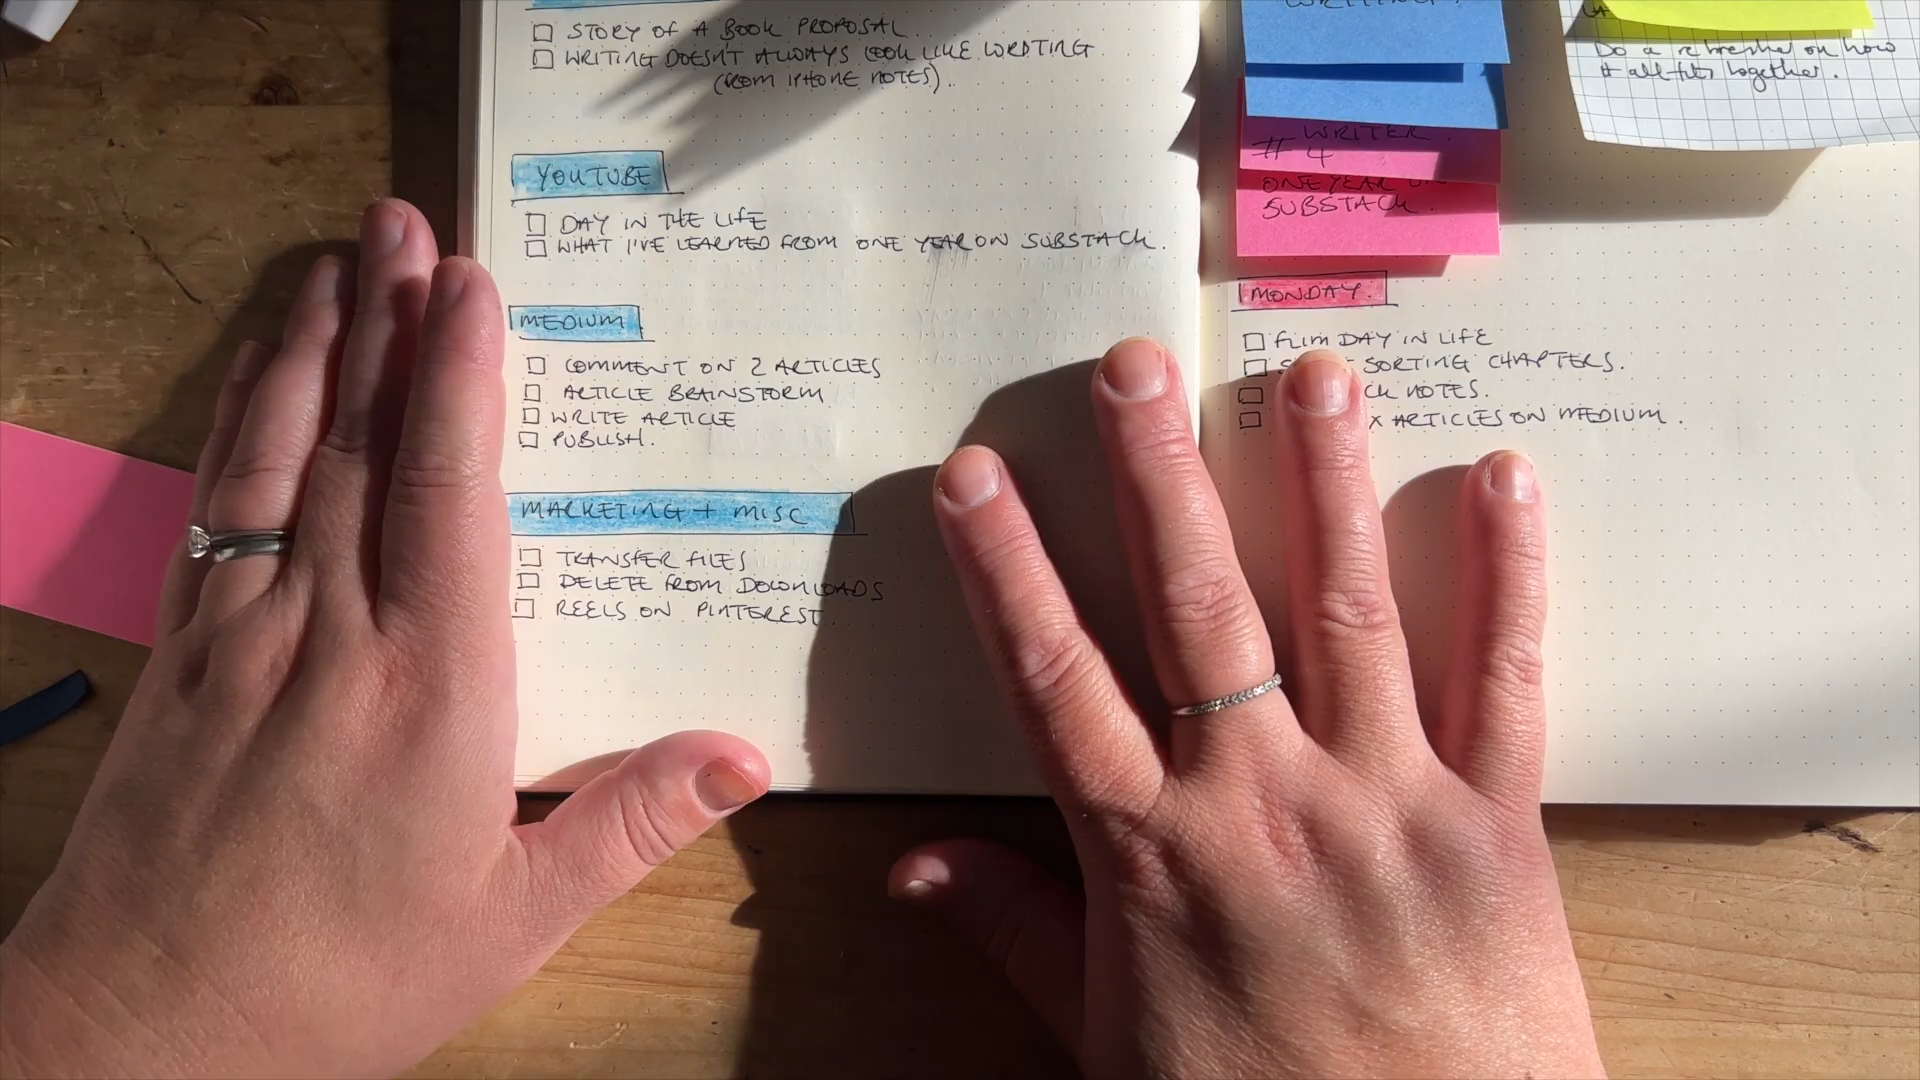 STORY OF A BOOK PROPOSAL
WRITING DOESN'T ALWAYS LOOK LIKE WORDTING
(FROM IPHONE NOTES).
YOUTUBE
DAY IN THE LIFE
WHAT I'VE LEARNED FROM ONE YEAR ON SUBSTACK.
MEDIUM
COMMENT ON 2 ARTICLES
ARTICLE BRAINSTORM
WRITE ARTICLE
PUBLISH.
MARKETING + MISC
TRANSFER FILES
DELETE FROM DOWNLOADS
REELS ON PINTEREST
WRITING!
WRITER
# 4
ONE YEAR ON
SUBSTACK.
MONDAY.
FLIM DAY IN LIFE
SORTING CHAPTERS.
NOTES.
ARTICLES ON MEDIUM.
Do a refresher on how
it all fits together.